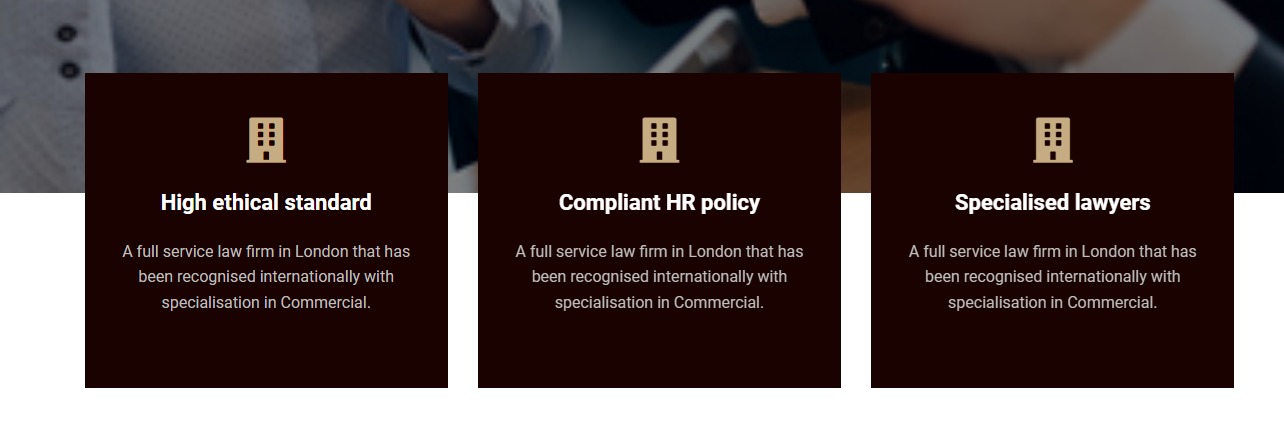 High ethical standard
A full service law firm in London that has
been recognised internationally with
specialisation in Commercial.
Compliant HR policy
A full service law firm in London that has
been recognised internationally with
specialisation in Commercial.
Specialised lawyers
A full service law firm in London that has
been recognised internationally with
specialisation in Commercial.